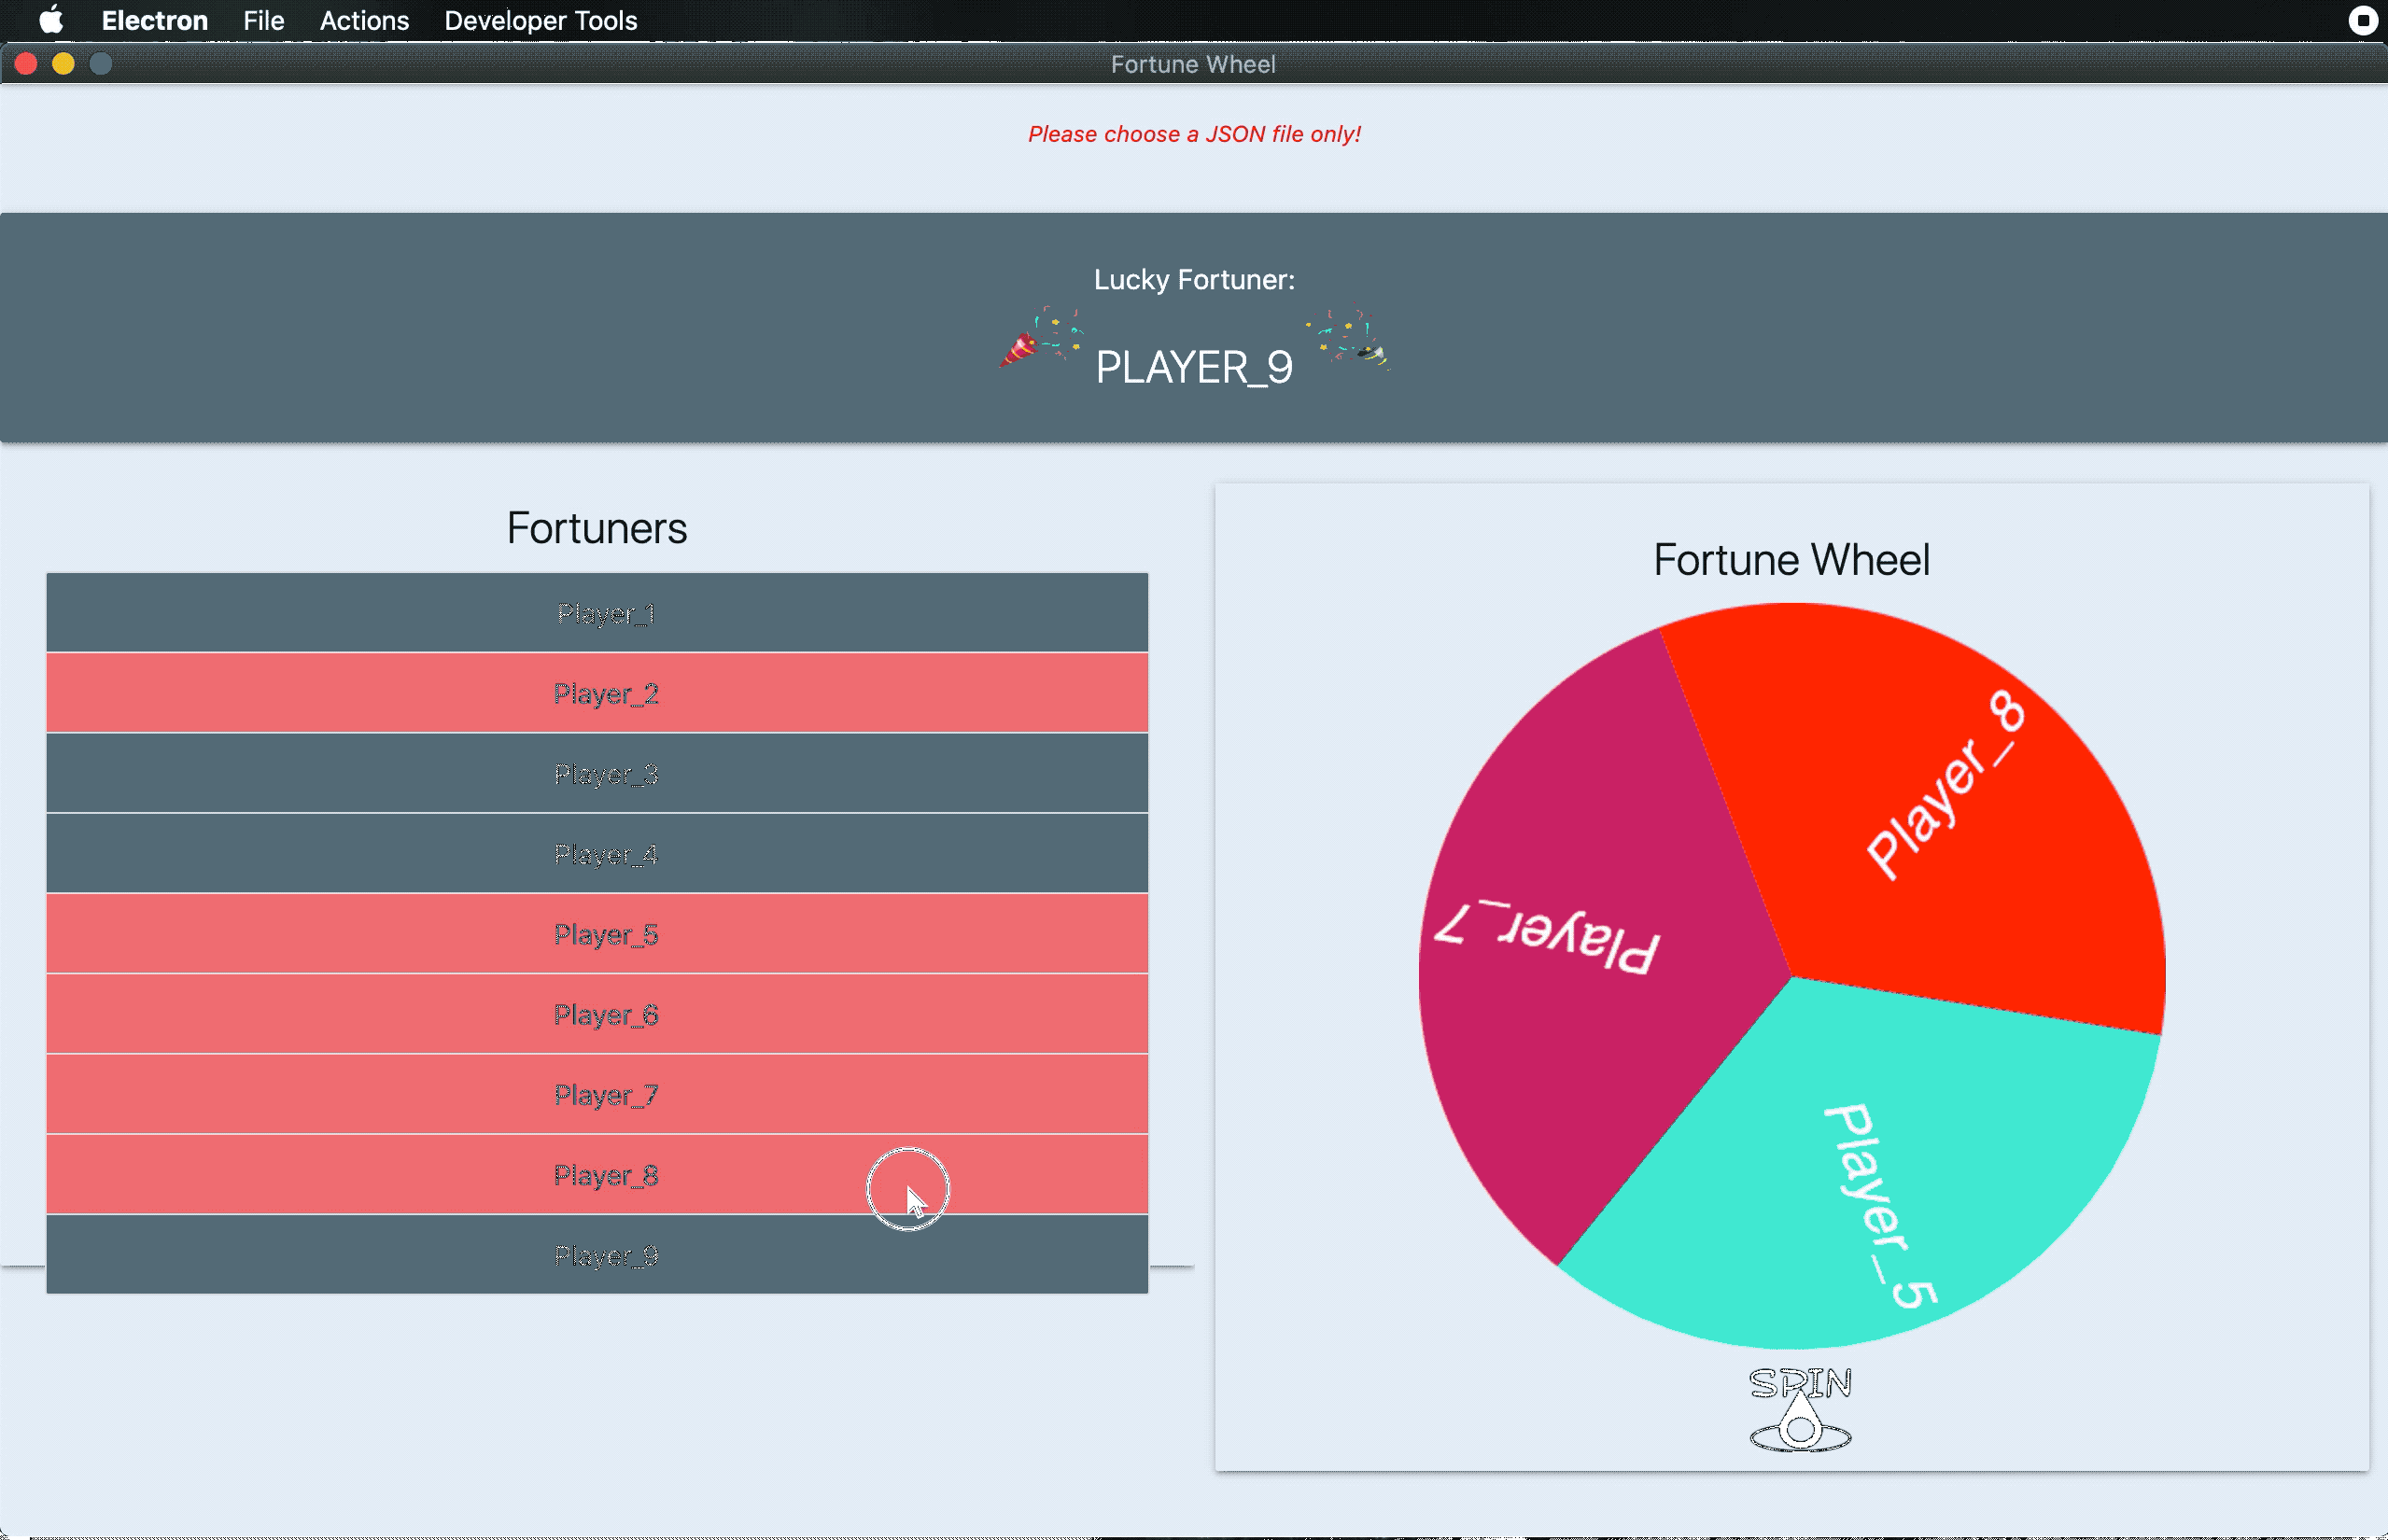 Electron File Actions Developer Tools
Fortune Wheel
Please choose a JSON file only!
Lucky Fortuner:
PLAYER_9
Fortuners
Player_1
Player_2
Player_3
Player_4
Player_5
Player_6
Player_7
Player_8
Player_9
Fortune Wheel
Player_8
Player_7
Player_5
SPIN